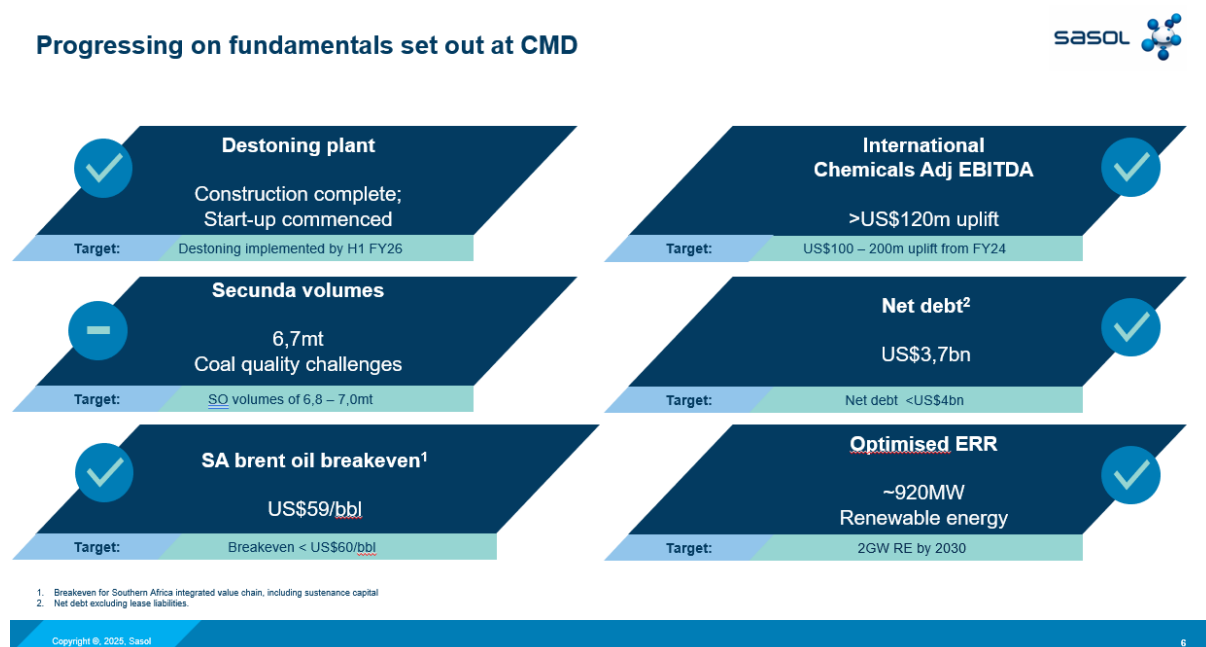 Progressing on fundamentals set out at CMD
sasol
Destoning plant
Construction complete;
Start-up commenced
Target:
Destoning implemented by H1 FY26
International
Chemicals Adj EBITDA
>US$120m uplift
Target:
US$100 – 200m uplift from FY24
Secunda volumes
6,7mt
Coal quality challenges
Target:
SO volumes of 6,8 – 7,0mt
Net debt²
US$3,7bn
Target:
Net debt <US$4bn
SA brent oil breakeven¹
US$59/bbl
Target:
Breakeven < US$60/bbl
Optimised ERR
~920MW
Renewable energy
Target:
2GW RE by 2030
1. Breakeven for Southern Africa integrated value chain, including sustenance capital
2. Net debt excluding lease liabilities.
Copyright ©, 2025, Sasol
6